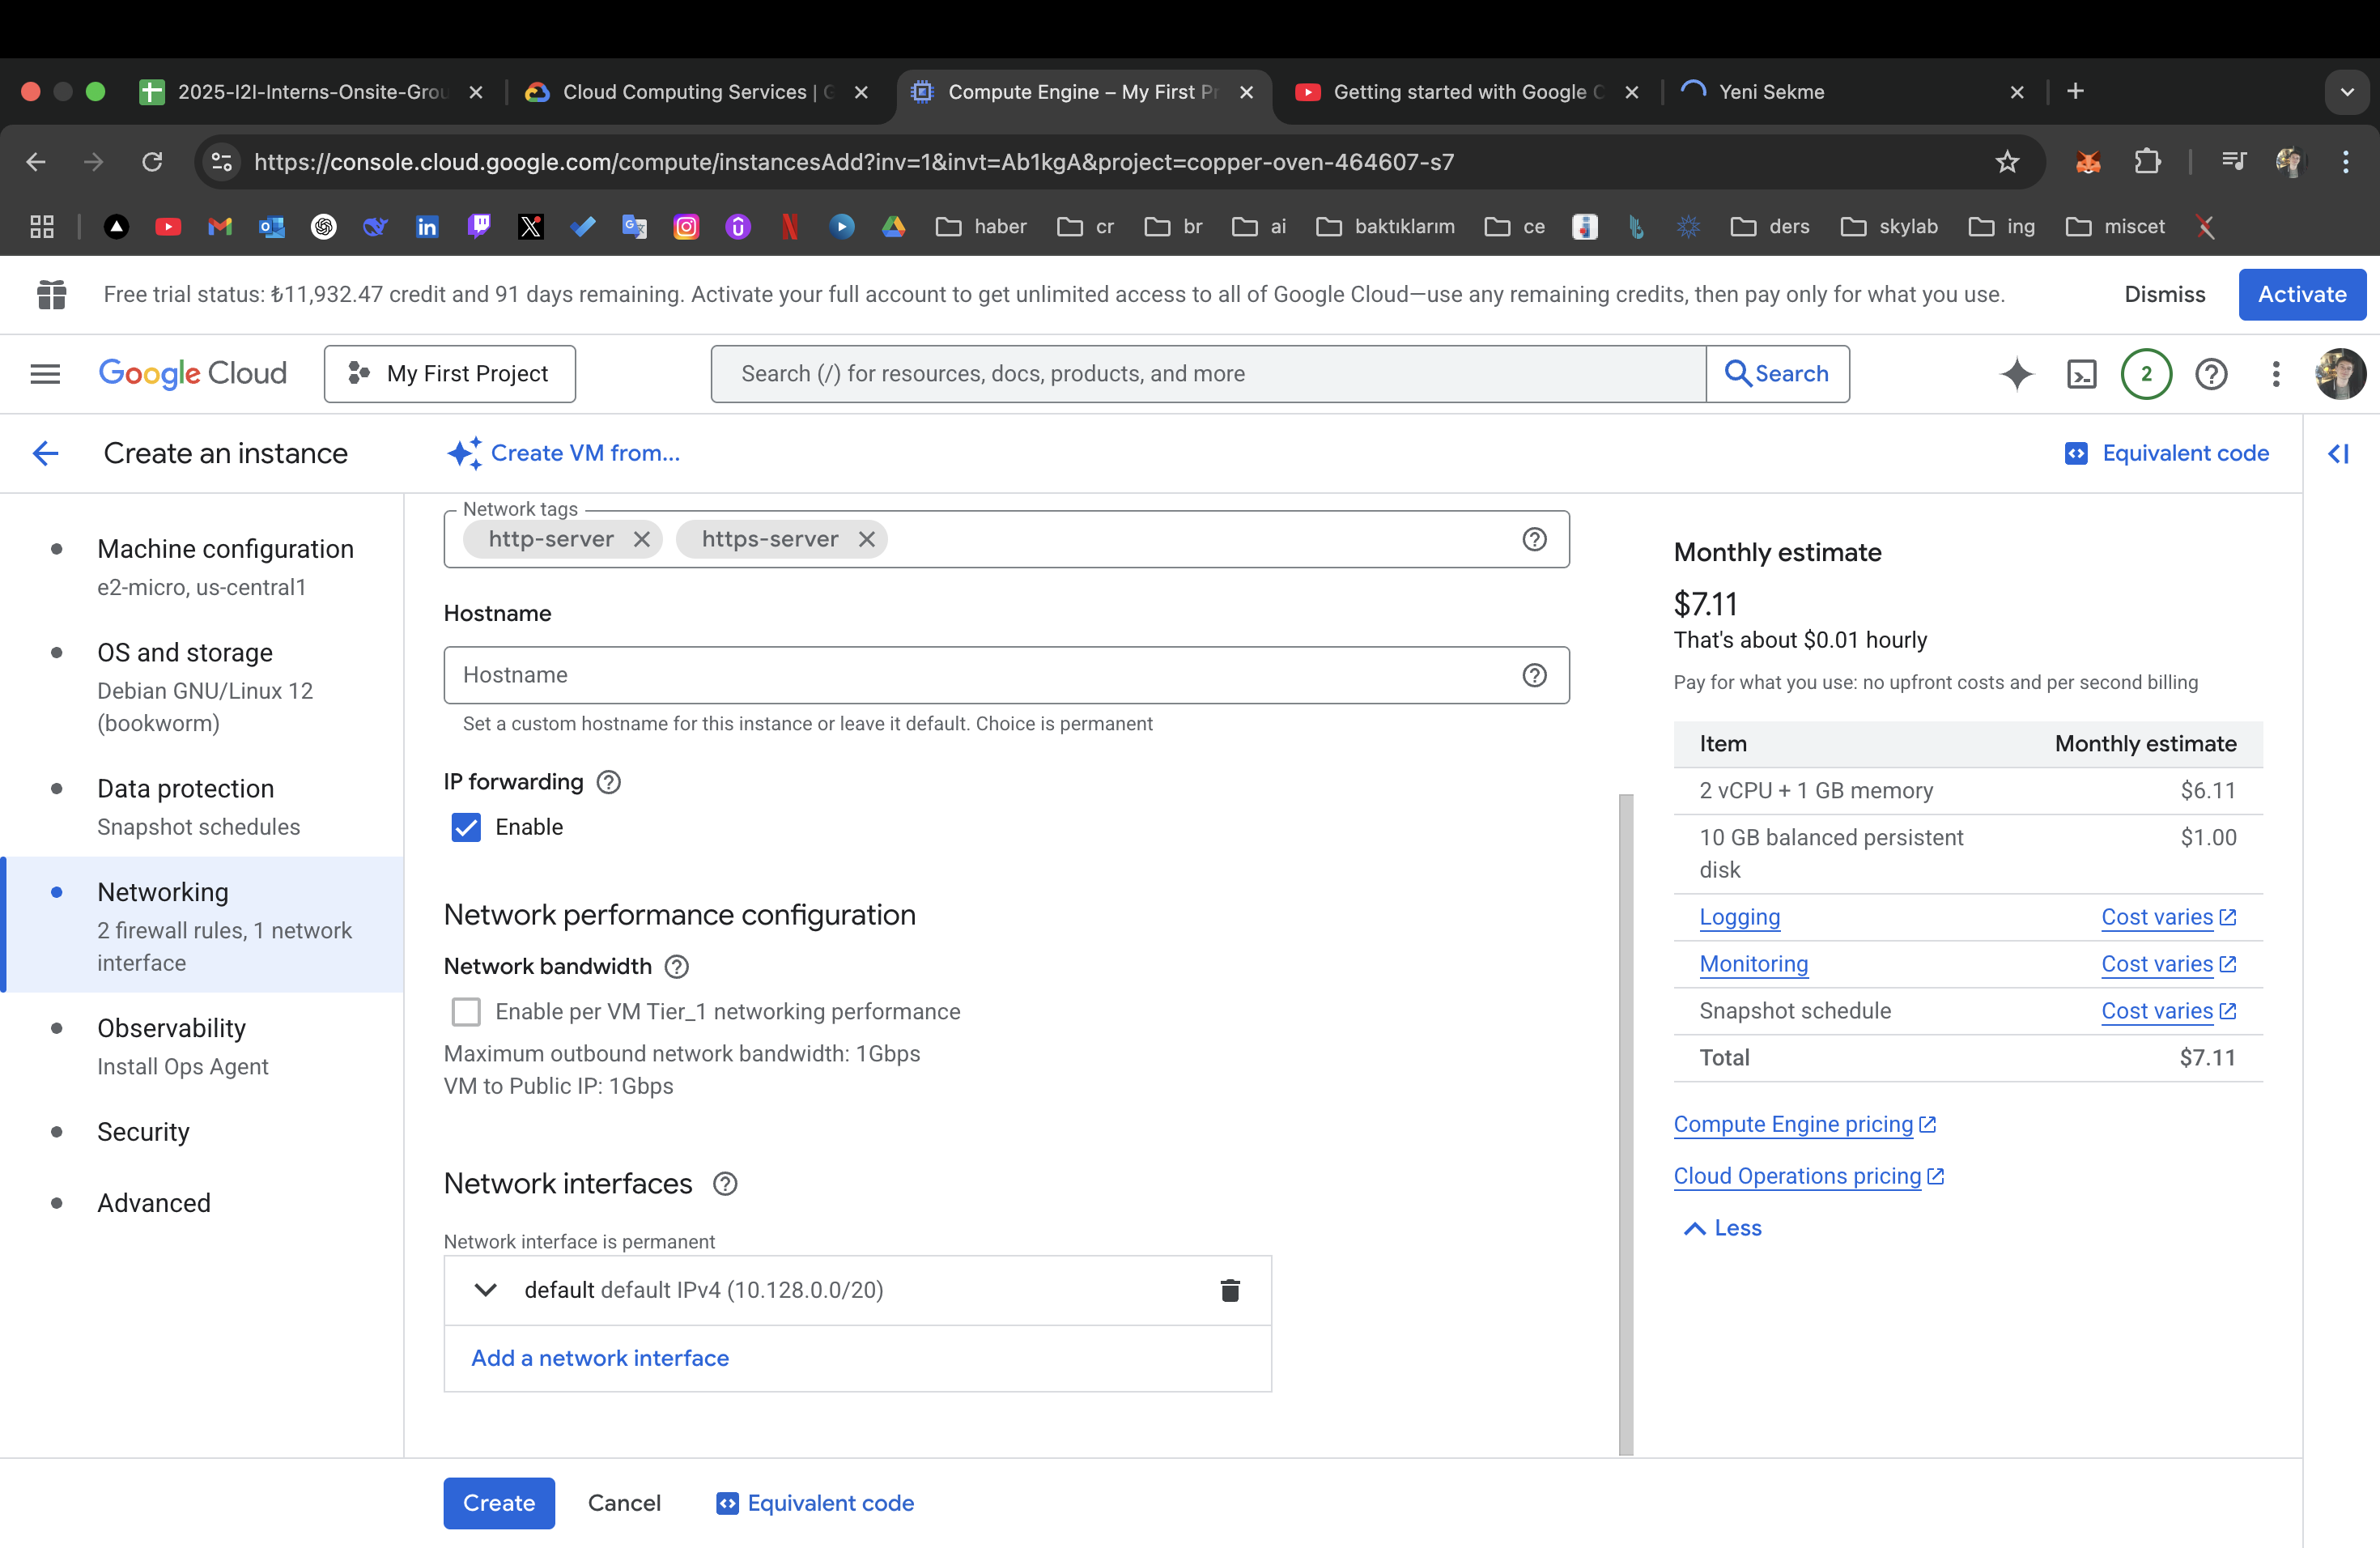 2025-I2I-Interns-Onsite-Grou
Cloud Computing Services | G
Compute Engine – My First Pr
Getting started with Google C
Yeni Sekme
https://console.cloud.google.com/compute/instancesAdd?inv=1&invt=Ab1kgA&project=copper-oven-464607-s7
haber
cr
br
ai
baktıklarım
ce
ders
skylab
ing
miscet
Free trial status: ₺11,932.47 credit and 91 days remaining. Activate your full account to get unlimited access to all of Google Cloud—use any remaining credits, then pay only for what you use.
Dismiss
Activate
Google Cloud
My First Project
Search (/) for resources, docs, products, and more
Search
2
Create an instance
Create VM from...
Equivalent code
Machine configuration
e2-micro, us-central1
OS and storage
Debian GNU/Linux 12
(bookworm)
Data protection
Snapshot schedules
Networking
2 firewall rules, 1 network
interface
Observability
Install Ops Agent
Security
Advanced
Network tags
http-server
https-server
Hostname
Hostname
Set a custom hostname for this instance or leave it default. Choice is permanent
IP forwarding
Enable
Network performance configuration
Network bandwidth
Enable per VM Tier_1 networking performance
Maximum outbound network bandwidth: 1Gbps
VM to Public IP: 1Gbps
Network interfaces
Network interface is permanent
default default IPv4 (10.128.0.0/20)
Add a network interface
Create
Cancel
Equivalent code
Monthly estimate
$7.11
That's about $0.01 hourly
Pay for what you use: no upfront costs and per second billing
Item Monthly estimate
2 vCPU + 1 GB memory $6.11
10 GB balanced persistent $1.00
disk
Logging Cost varies
Monitoring Cost varies
Snapshot schedule Cost varies
Total $7.11
Compute Engine pricing
Cloud Operations pricing
Less